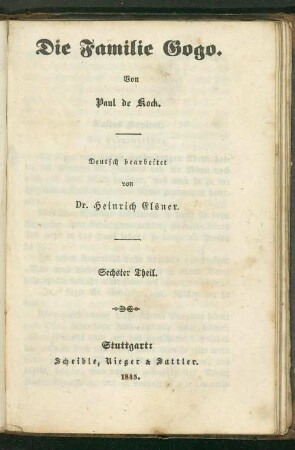 Die Familie Gogo.
Von
Paul de Kock.
Deutsch bearbeitet
von
Dr. Heinrich Elsner.
Sechster Theil.
Stuttgart:
Scheible, Rieger & Sattler.
1845.